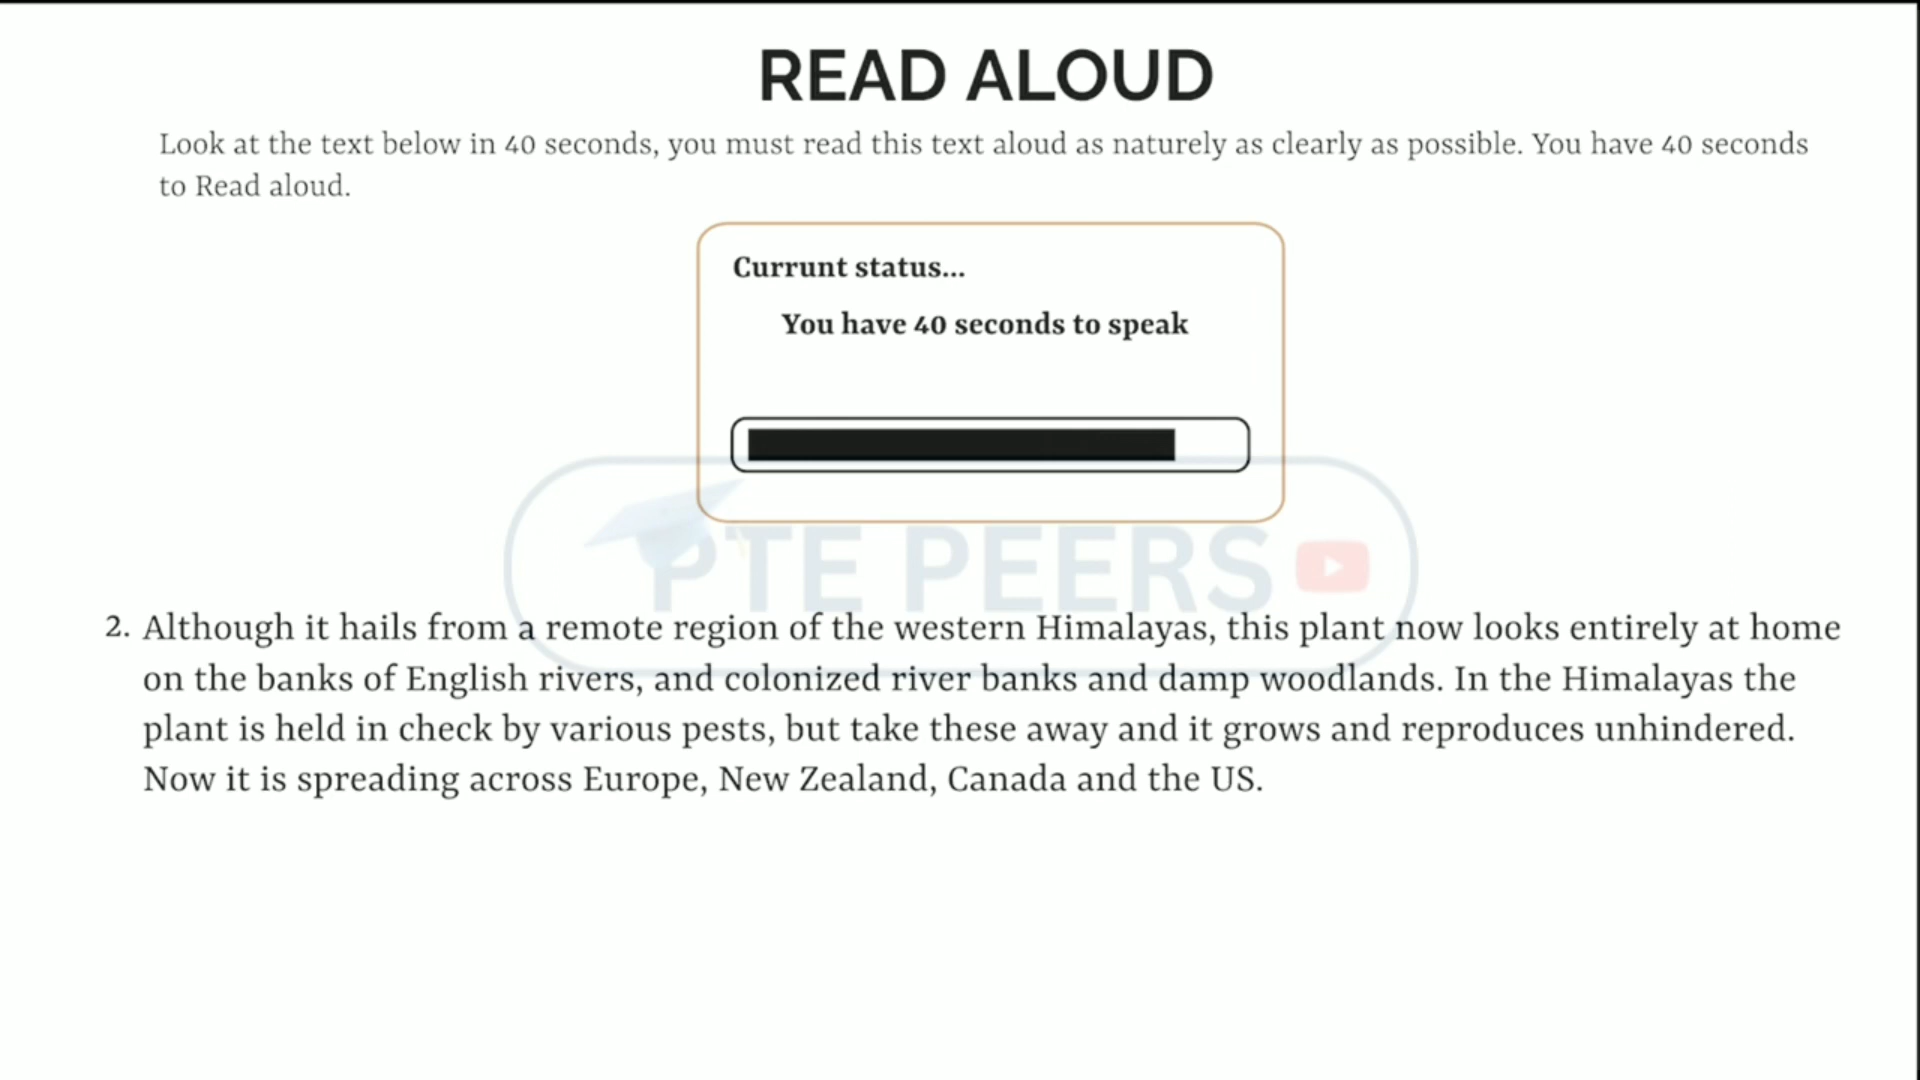 READ ALOUD
Look at the text below in 40 seconds, you must read this text aloud as naturely as clearly as possible. You have 40 seconds
to Read aloud.
Currunt status...
You have 40 seconds to speak
PTE PEERS
2. Although it hails from a remote region of the western Himalayas, this plant now looks entirely at home
on the banks of English rivers, and colonized river banks and damp woodlands. In the Himalayas the
plant is held in check by various pests, but take these away and it grows and reproduces unhindered.
Now it is spreading across Europe, New Zealand, Canada and the US.